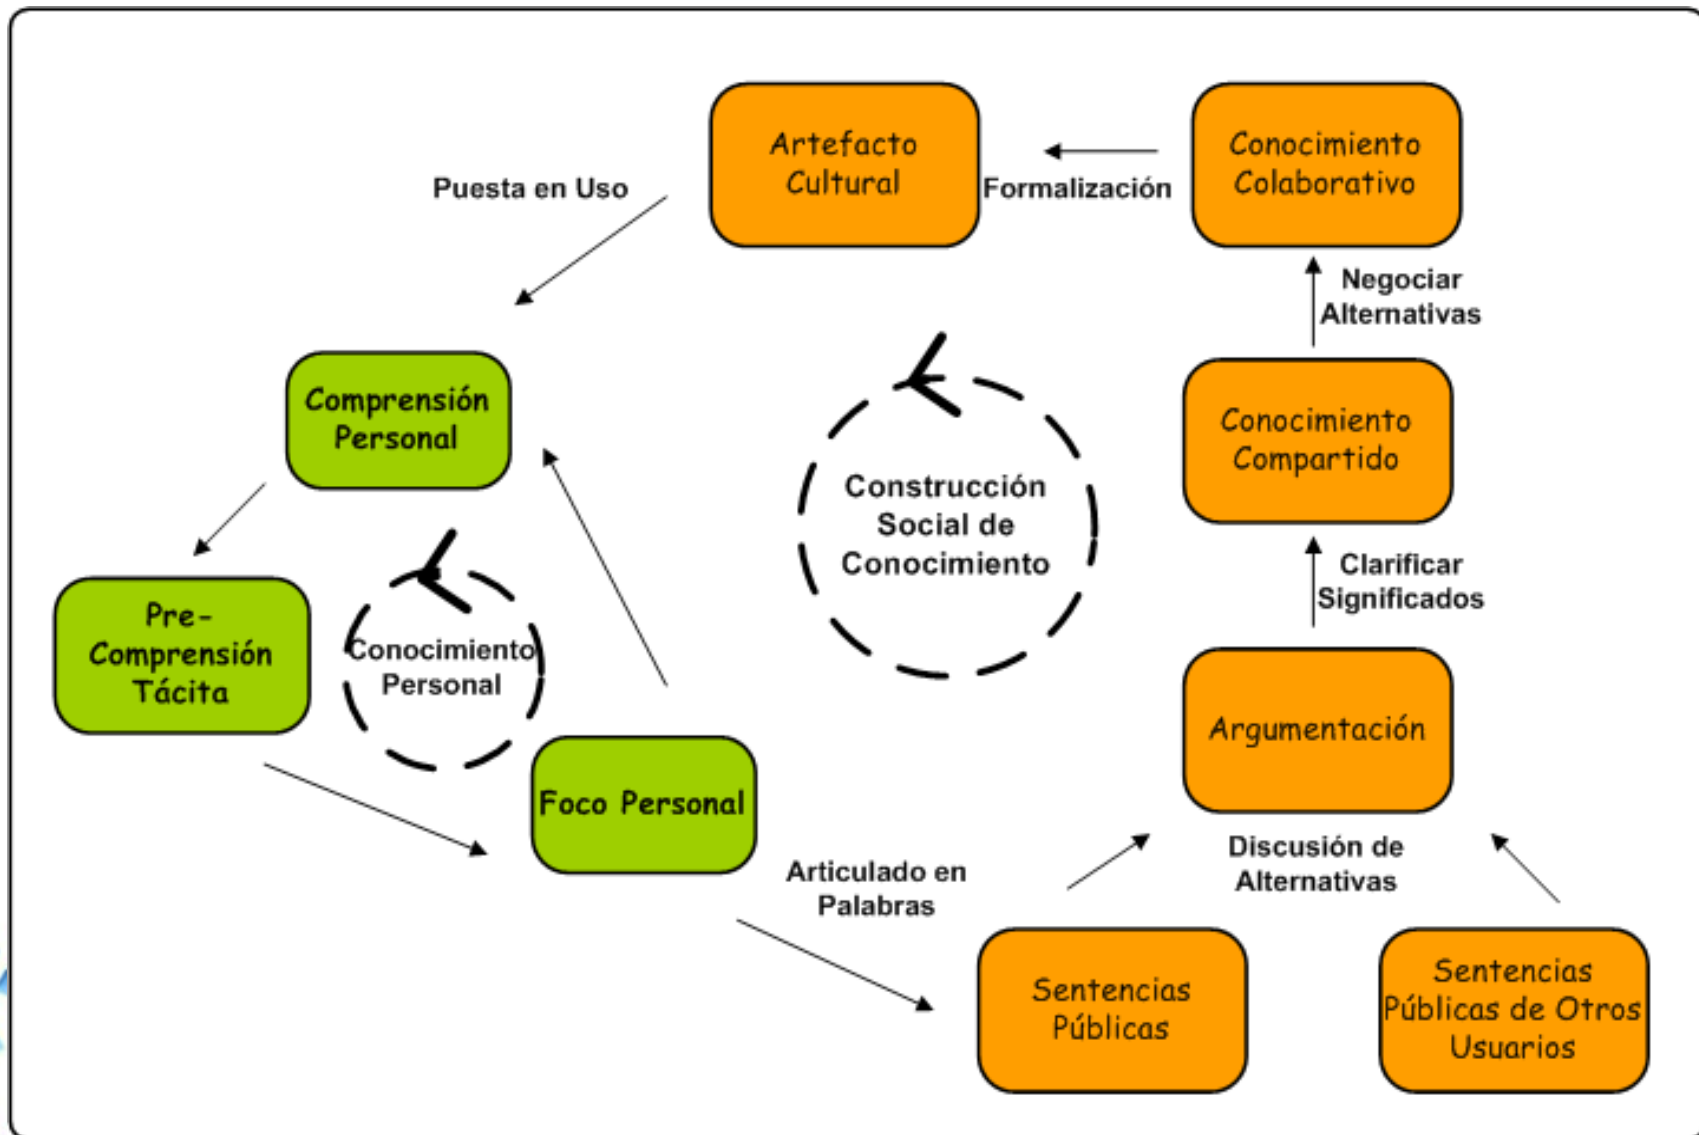 Artefacto
Cultural
Conocimiento
Colaborativo
Puesta en Uso
Formalización
Negociar
Alternativas
Comprensión
Personal
Conocimiento
Compartido
Construcción
Social de
Conocimiento
Clarificar
Significados
Pre-
Comprensión
Tácita
Conocimiento
Personal
Argumentación
Foco Personal
Articulado en
Palabras
Discusión de
Alternativas
Sentencias
Públicas
Sentencias
Públicas de Otros
Usuarios